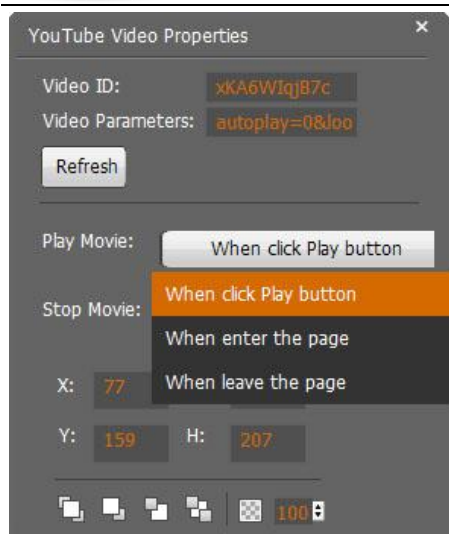 YouTube Video Properties ×
Video ID: xKA6WIqjB7c
Video Parameters: autoplay=0&loo
Refresh
Play Movie: When click Play button
When click Play button
Stop Movie:
When enter the page
When leave the page
X: 77
Y: 159 H: 207
100